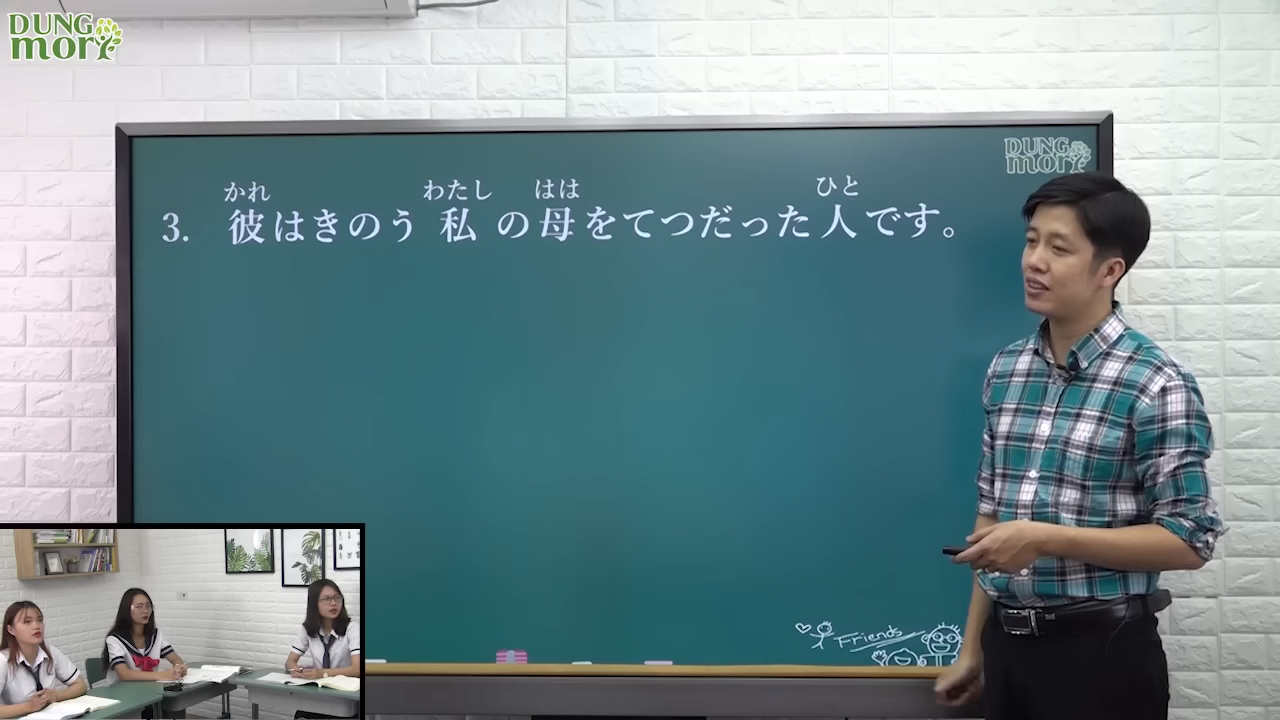 DUNG
mori
DUNG
mori
かれ わたし はは ひと
3. 彼はきのう私の母をてつだった人です。
Friends